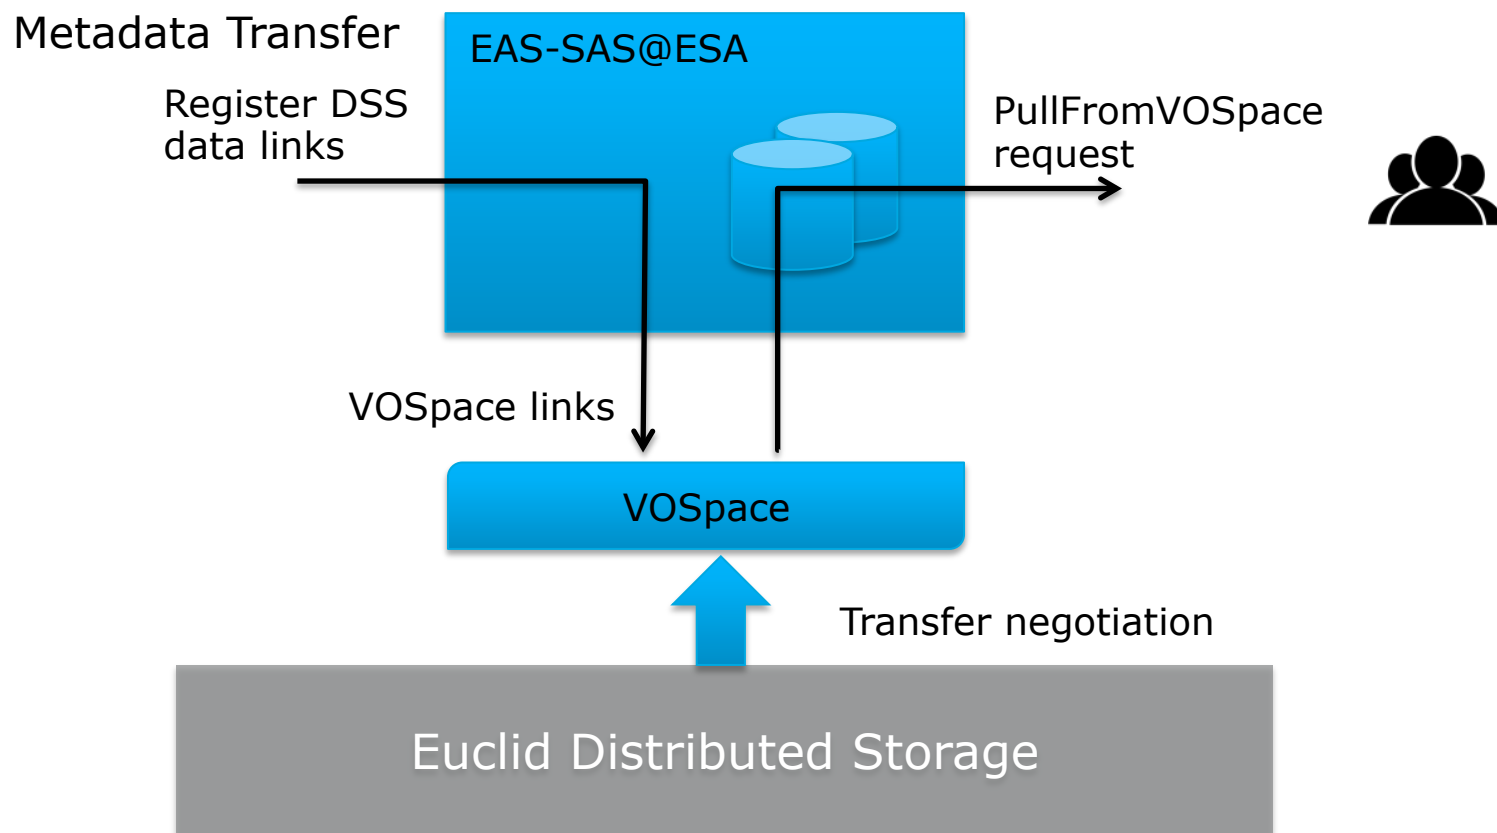 Metadata Transfer
EAS-SAS@ESA
Register DSS
data links
PullFromVOSpace
request
VOSpace links
VOSpace
Transfer negotiation
Euclid Distributed Storage